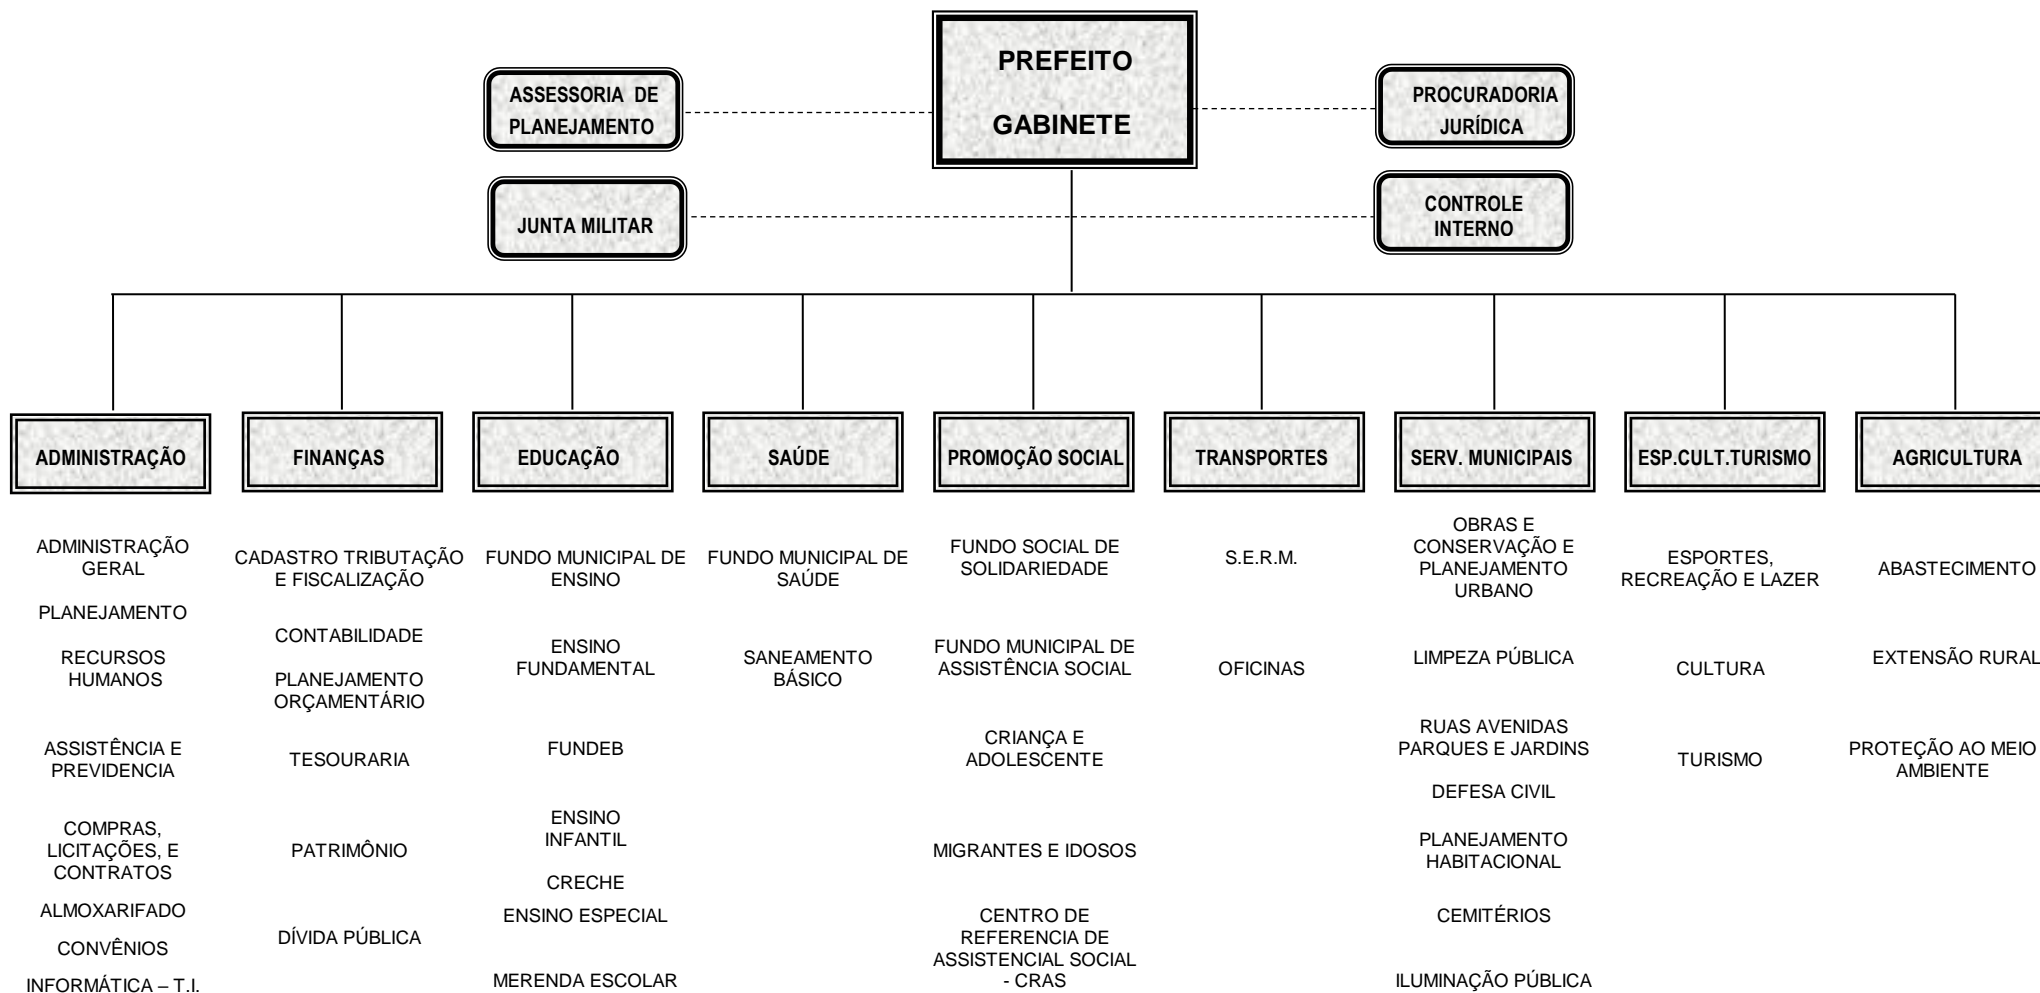 PREFEITO
GABINETE
ASSESSORIA DE
PLANEJAMENTO
PROCURADORIA
JURÍDICA
JUNTA MILITAR
CONTROLE
INTERNO
ADMINISTRAÇÃO
FINANÇAS
EDUCAÇÃO
SAÚDE
PROMOÇÃO SOCIAL
TRANSPORTES
SERV. MUNICIPAIS
ESP.CULT.TURISMO
AGRICULTURA
ADMINISTRAÇÃO
GERAL
PLANEJAMENTO
RECURSOS
HUMANOS
ASSISTÊNCIA E
PREVIDENCIA
COMPRAS,
LICITAÇÕES, E
CONTRATOS
ALMOXARIFADO
CONVÊNIOS
INFORMÁTICA – T.I.
CADASTRO TRIBUTAÇÃO
E FISCALIZAÇÃO
CONTABILIDADE
PLANEJAMENTO
ORÇAMENTÁRIO
TESOURARIA
PATRIMÔNIO
DÍVIDA PÚBLICA
FUNDO MUNICIPAL DE
ENSINO
ENSINO
FUNDAMENTAL
FUNDEB
ENSINO
INFANTIL
CRECHE
ENSINO ESPECIAL
MERENDA ESCOLAR
FUNDO MUNICIPAL DE
SAÚDE
SANEAMENTO
BÁSICO
FUNDO SOCIAL DE
SOLIDARIEDADE
FUNDO MUNICIPAL DE
ASSISTÊNCIA SOCIAL
CRIANÇA E
ADOLESCENTE
MIGRANTES E IDOSOS
CENTRO DE
REFERENCIA DE
ASSISTENCIAL SOCIAL
- CRAS
S.E.R.M.
OFICINAS
OBRAS E
CONSERVAÇÃO E
PLANEJAMENTO
URBANO
LIMPEZA PÚBLICA
RUAS AVENIDAS
PARQUES E JARDINS
DEFESA CIVIL
PLANEJAMENTO
HABITACIONAL
CEMITÉRIOS
ILUMINAÇÃO PÚBLICA
ESPORTES,
RECREAÇÃO E LAZER
CULTURA
TURISMO
ABASTECIMENTO
EXTENSÃO RURAL
PROTEÇÃO AO MEIO
AMBIENTE